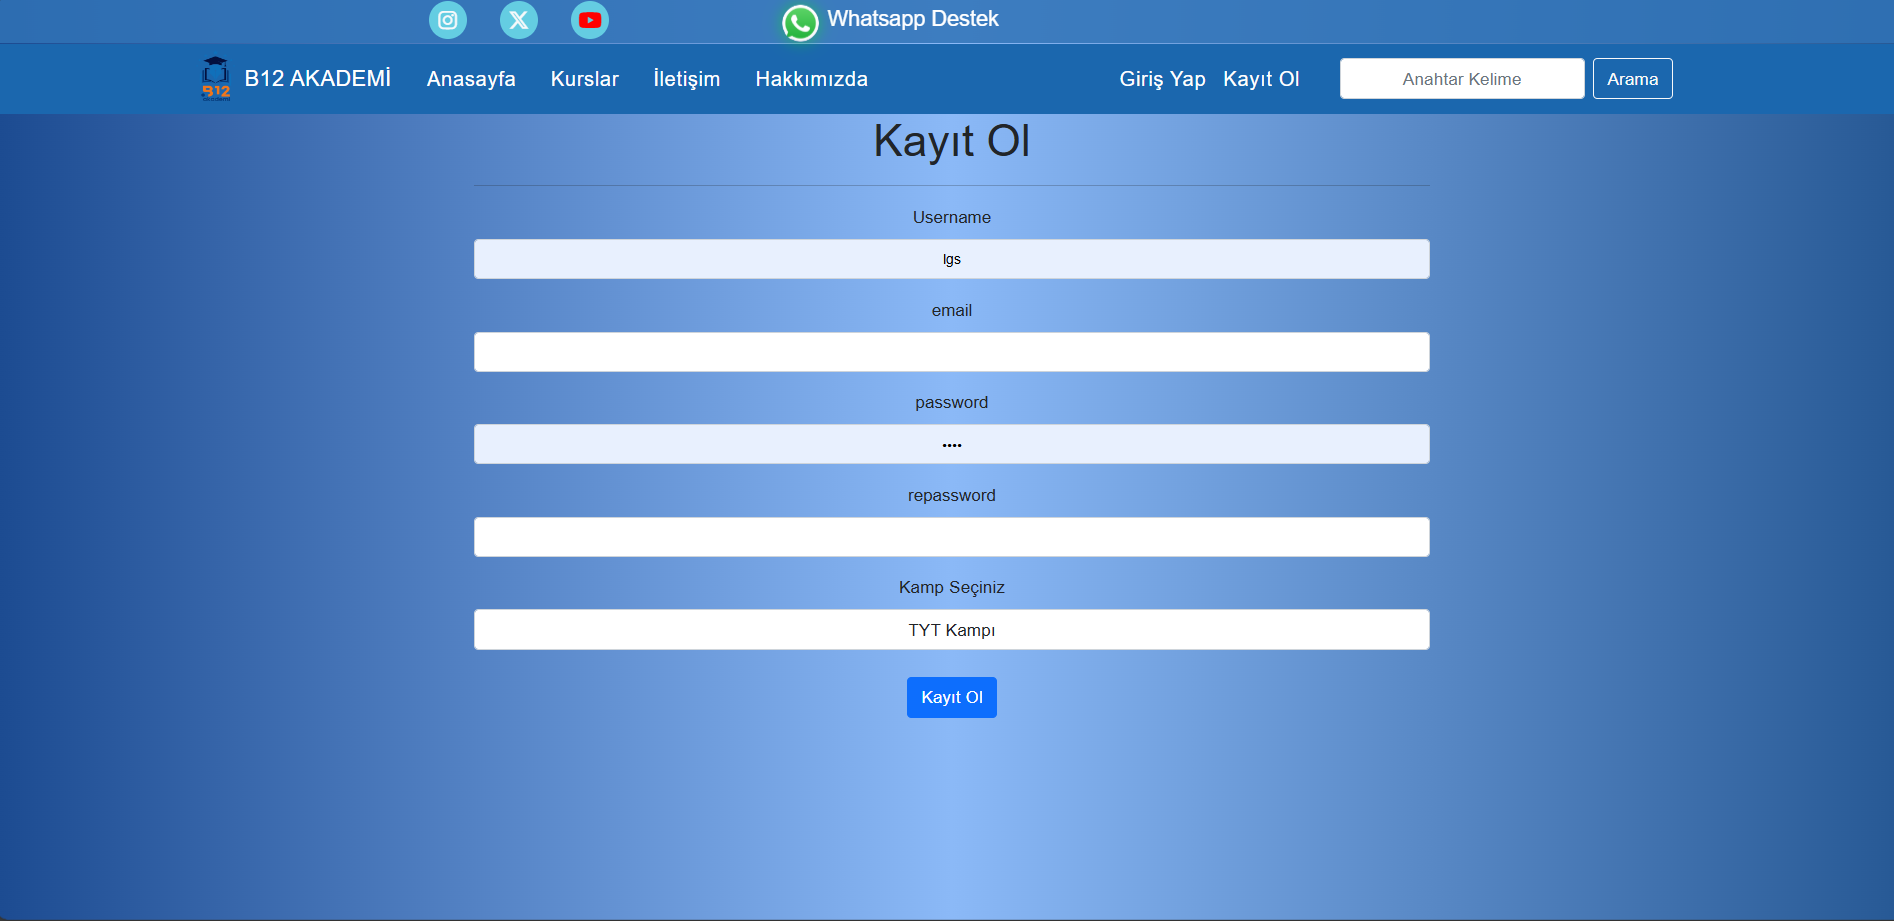 Whatsapp Destek
B12 AKADEMİ Anasayfa Kurslar İletişim Hakkımızda Giriş Yap Kayıt Ol Anahtar Kelime Arama
B12
Kayıt Ol
Username
lgs
email
password
••••
repassword
Kamp Seçiniz
TYT Kampı
Kayıt Ol